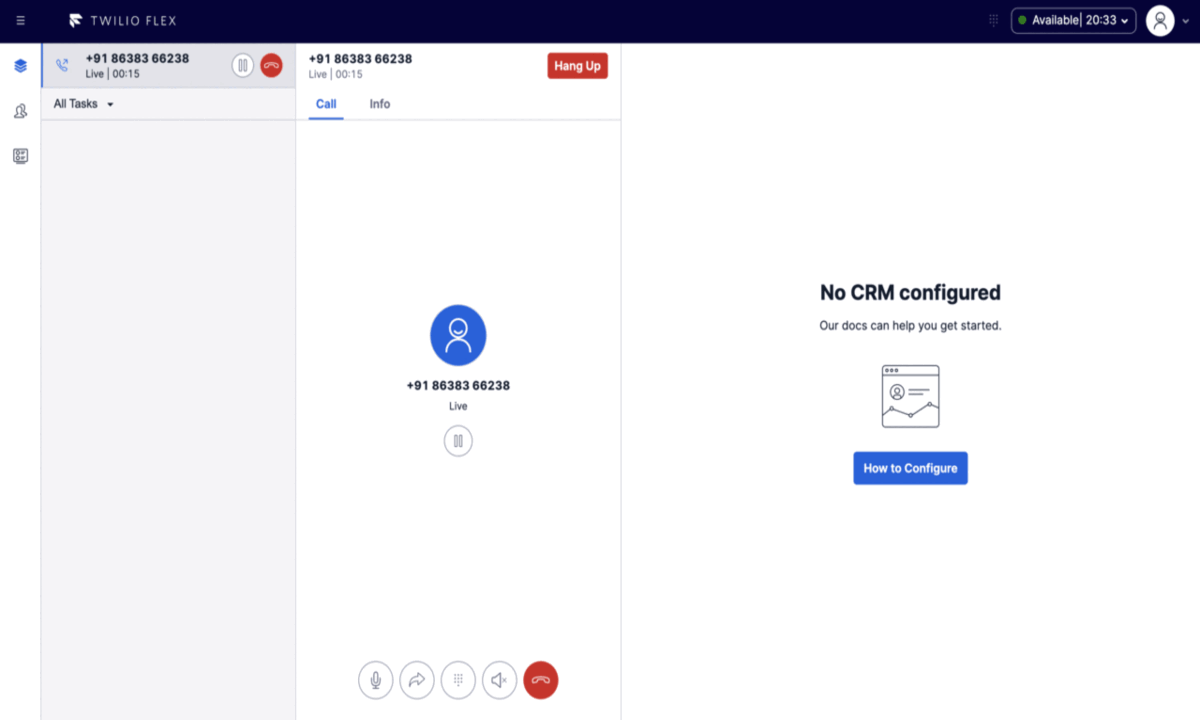 TWILIO FLEX
Available| 20:33
+91 86383 66238
Live | 00:15
All Tasks
+91 86383 66238
Live | 00:15
Hang Up
Call
Info
+91 86383 66238
Live
No CRM configured
Our docs can help you get started.
How to Configure